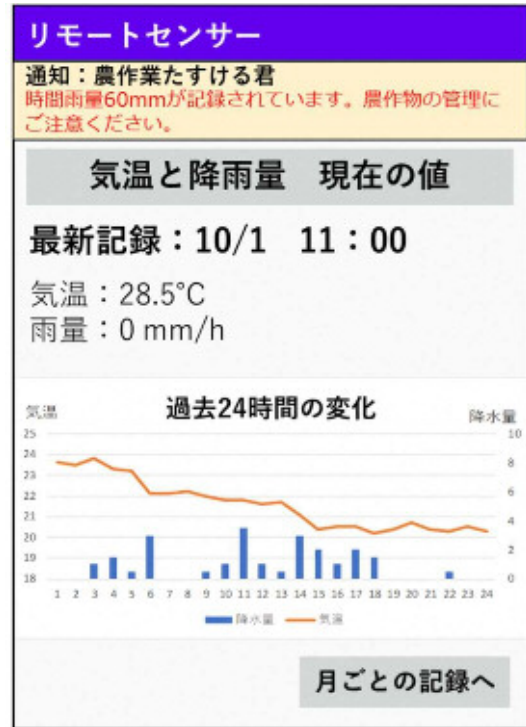 リモートセンサー
通知：農作業たすける君
時間雨量60mmが記録されています。農作物の管理に
ご注意ください。
気温と降雨量　現在の値
最新記録：10/1　11：00
気温：28.5°C
雨量：0 mm/h
気温　過去24時間の変化　降水量
25　10
24
23　8
22　6
21
20　4
19　2
18　0
1 2 3 4 5 6 7 8 9 10 11 12 13 14 15 16 17 18 19 20 21 22 23 24
降水量　気温
月ごとの記録へ